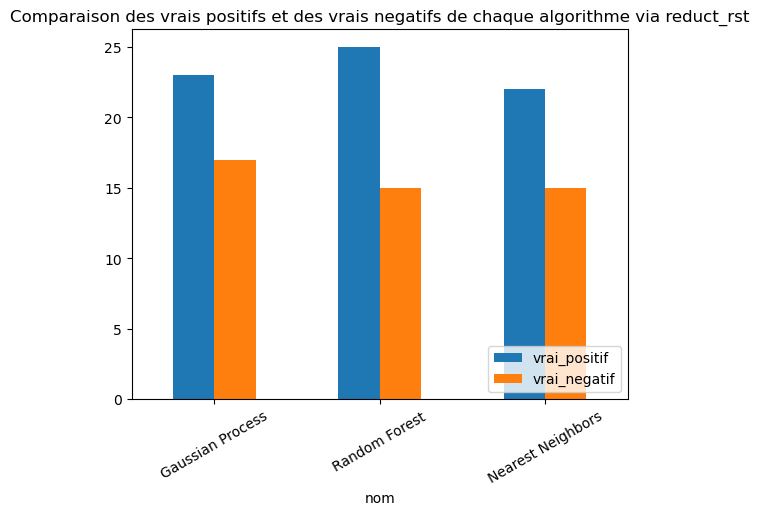 Comparaison des vrais positifs et des vrais negatifs de chaque algorithme via reduct_rst
25
20
15
10
5
0
vrai_positif
vrai_negatif
Gaussian Process
Random Forest
Nearest Neighbors
nom